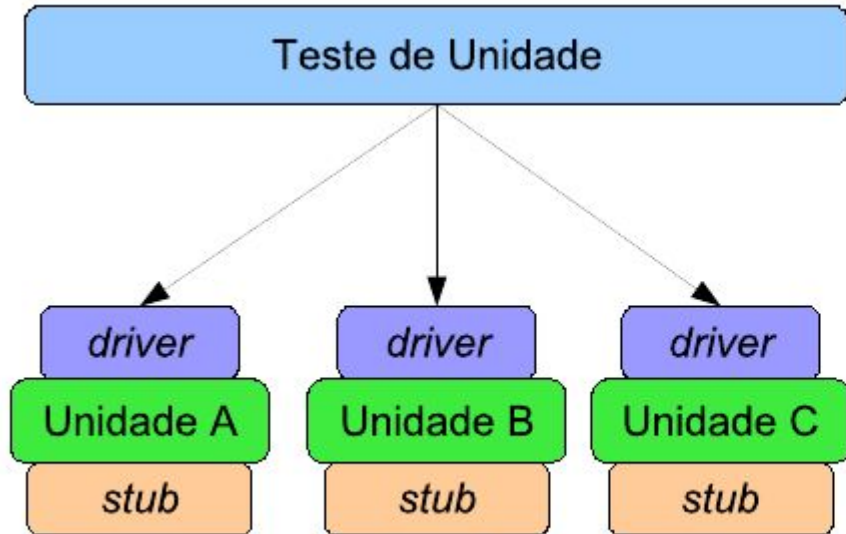 Teste de Unidade
driver
driver
driver
Unidade A
Unidade B
Unidade C
stub
stub
stub